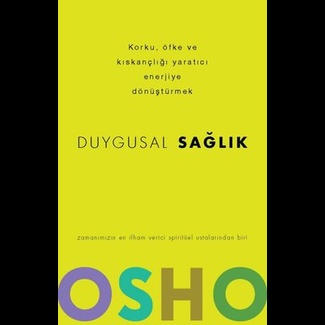 Korku, öfke ve
kıskançlığı yaratıcı
enerjiye
dönüştürmek
DUYGUSAL SAĞLIK
zamanımızın en ilham verici spiritüel ustalarından biri
OSHO